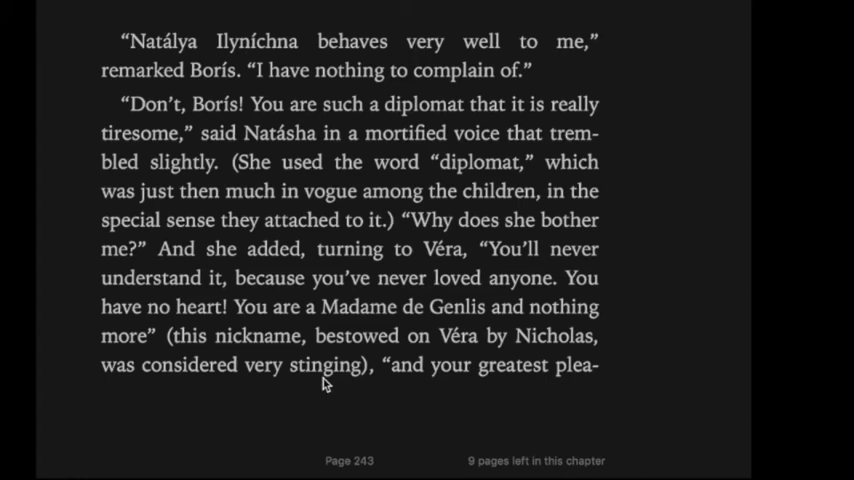 “Natálya Ilyníchna behaves very well to me,”
remarked Borís. “I have nothing to complain of.”
“Don’t, Borís! You are such a diplomat that it is really
tiresome,” said Natásha in a mortified voice that trem-
bled slightly. (She used the word “diplomat,” which
was just then much in vogue among the children, in the
special sense they attached to it.) “Why does she bother
me?” And she added, turning to Véra, “You’ll never
understand it, because you’ve never loved anyone. You
have no heart! You are a Madame de Genlis and nothing
more” (this nickname, bestowed on Véra by Nicholas,
was considered very stinging), “and your greatest plea-
Page 243 9 pages left in this chapter